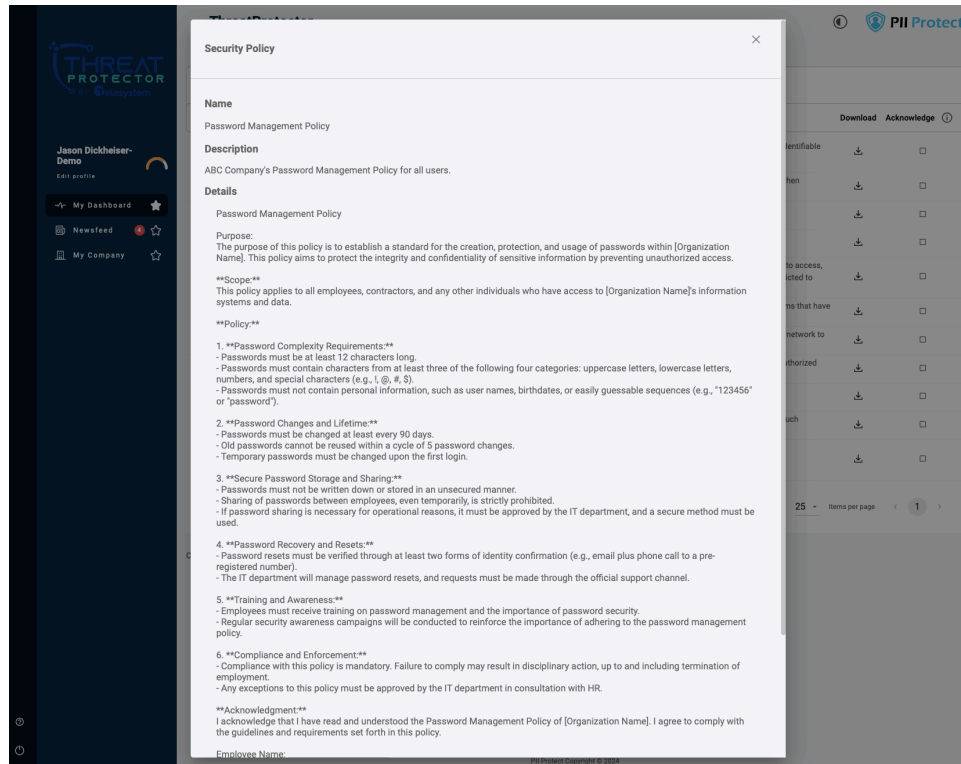 ThreatProtector
PII Protect
THREAT
PROTECTOR
Jason Dickheiser-
Demo
Edit profile
My Dashboard
Newsfeed 4
My Company
Security Policy
Name
Password Management Policy
Description
ABC Company's Password Management Policy for all users.
Details
Password Management Policy
Purpose:
The purpose of this policy is to establish a standard for the creation, protection, and usage of passwords within [Organization
Name]. This policy aims to protect the integrity and confidentiality of sensitive information by preventing unauthorized access.
**Scope:**
This policy applies to all employees, contractors, and any other individuals who have access to [Organization Name]'s information
systems and data.
**Policy:**
1. **Password Complexity Requirements:**
- Passwords must be at least 12 characters long.
- Passwords must contain characters from at least three of the following four categories: uppercase letters, lowercase letters,
numbers, and special characters (e.g., !, @, #, $).
- Passwords must not contain personal information, such as user names, birthdates, or easily guessable sequences (e.g., "123456"
or "password").
2. **Password Changes and Lifetime:**
- Passwords must be changed at least every 90 days.
- Old passwords cannot be reused within a cycle of 5 password changes.
- Temporary passwords must be changed upon the first login.
3. **Secure Password Storage and Sharing:**
- Passwords must not be written down or stored in an unsecured manner.
- Sharing of passwords between employees, even temporarily, is strictly prohibited.
- If password sharing is necessary for operational reasons, it must be approved by the IT department, and a secure method must be
used.
4. **Password Recovery and Resets:**
- Password resets must be verified through at least two forms of identity confirmation (e.g., email plus phone call to a pre-
registered number).
- The IT department will manage password resets, and requests must be made through the official support channel.
5. **Training and Awareness:**
- Employees must receive training on password management and the importance of password security.
- Regular security awareness campaigns will be conducted to reinforce the importance of adhering to the password management
policy.
6. **Compliance and Enforcement:**
- Compliance with this policy is mandatory. Failure to comply may result in disciplinary action, up to and including termination of
employment.
- Any exceptions to this policy must be approved by the IT department in consultation with HR.
**Acknowledgment:**
I acknowledge that I have read and understood the Password Management Policy of [Organization Name]. I agree to comply with
the guidelines and requirements set forth in this policy.
Employee Name:
Download Acknowledge
to access,
network to
25 Items per page 1
PII Protect Copyright © 2024